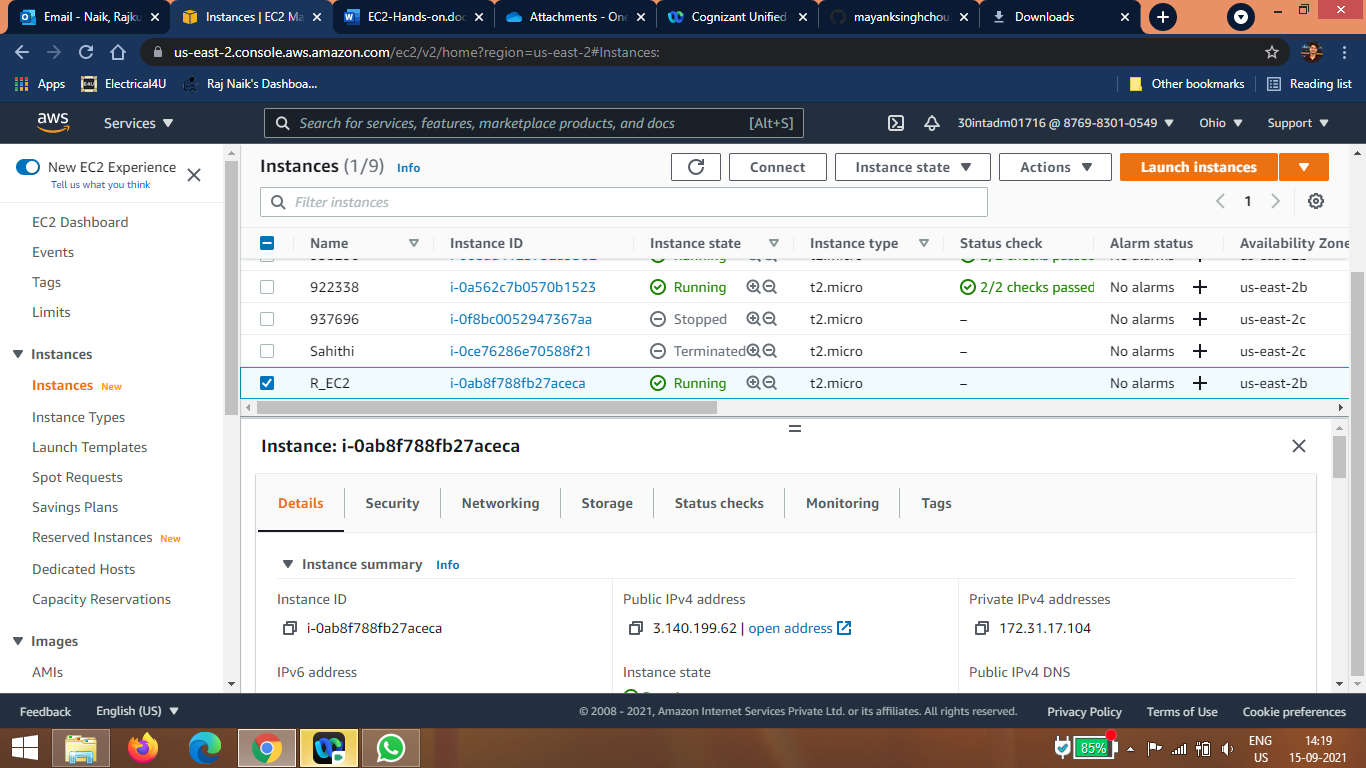 Email - Naik, Rajku
Instances | EC2 Ma
EC2-Hands-on.doc
Attachments - One
Cognizant Unified
mayanksinghchou
Downloads
us-east-2.console.aws.amazon.com/ec2/v2/home?region=us-east-2#Instances:
Apps
Electrical4U
Raj Naik's Dashboa...
Other bookmarks
Reading list
aws
Services
Search for services, features, marketplace products, and docs
[Alt+S]
30intadm01716 @ 8769-8301-0549
Ohio
Support
New EC2 Experience
Tell us what you think
EC2 Dashboard
Events
Tags
Limits
Instances
Instances New
Instance Types
Launch Templates
Spot Requests
Savings Plans
Reserved Instances New
Dedicated Hosts
Capacity Reservations
Images
AMIs
Instances (1/9) Info
Connect
Instance state
Actions
Launch instances
Filter instances
1
Name Instance ID Instance state Instance type Status check Alarm status Availability Zone
Running t2.micro 2/2 checks passed No alarms us-east-2b
922338 i-0a562c7b0570b1523 Running t2.micro 2/2 checks passed No alarms us-east-2b
937696 i-0f8bc0052947367aa Stopped t2.micro – No alarms us-east-2c
Sahithi i-0ce76286e70588f21 Terminated t2.micro – No alarms us-east-2c
R_EC2 i-0ab8f788fb27aceca Running t2.micro – No alarms us-east-2b
Instance: i-0ab8f788fb27aceca
Details Security Networking Storage Status checks Monitoring Tags
Instance summary Info
Instance ID
i-0ab8f788fb27aceca
Public IPv4 address
3.140.199.62 | open address
Private IPv4 addresses
172.31.17.104
IPv6 address
Instance state
Public IPv4 DNS
Feedback
English (US)
© 2008 - 2021, Amazon Internet Services Private Ltd. or its affiliates. All rights reserved.
Privacy Policy
Terms of Use
Cookie preferences
85%
ENG
US
14:19
15-09-2021